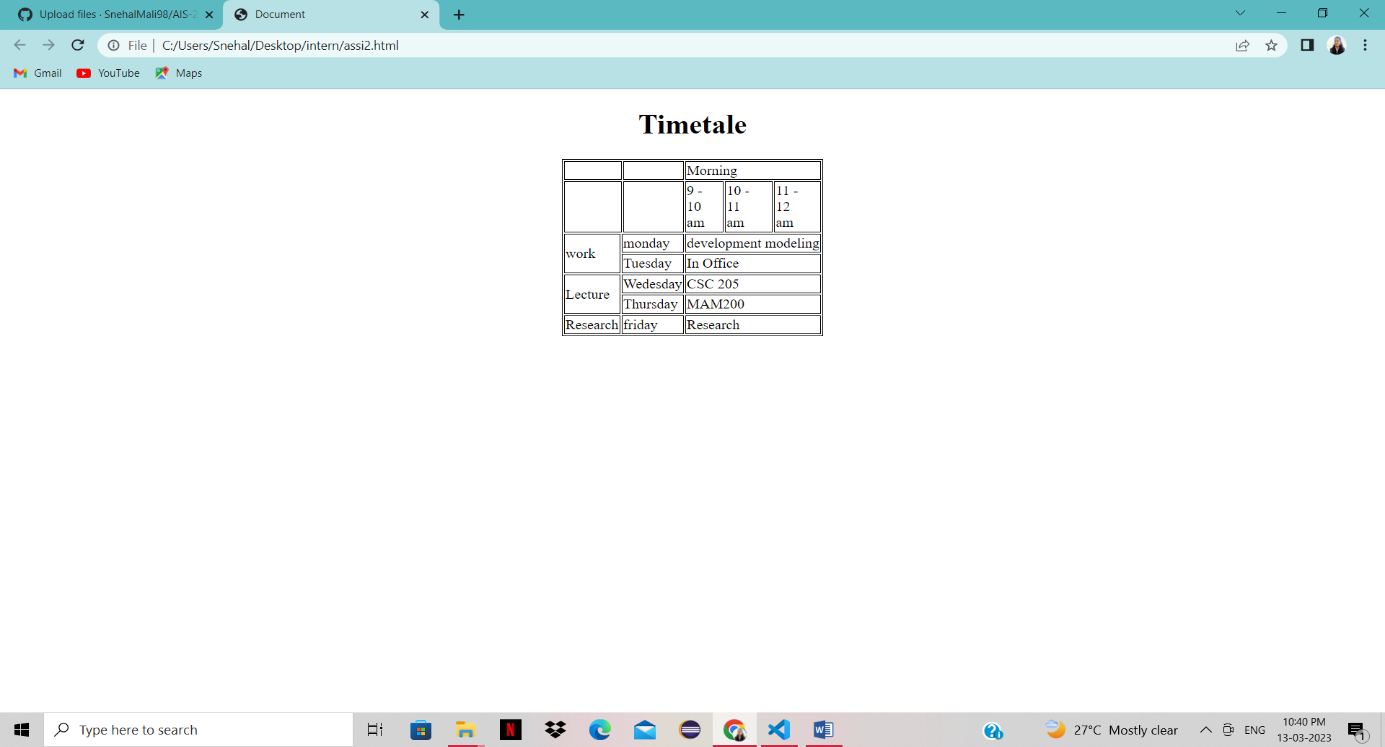 Upload files · SnehalMali98/AIS-2
Document
File | C:/Users/Snehal/Desktop/intern/assi2.html
Gmail YouTube Maps
Timetale
Morning
9 - 10 - 11 -
10 11 12
am am am
work monday development modeling
Tuesday In Office
Lecture Wedesday CSC 205
Thursday MAM200
Research friday Research
Type here to search
27°C Mostly clear
ENG
10:40 PM
13-03-2023
1